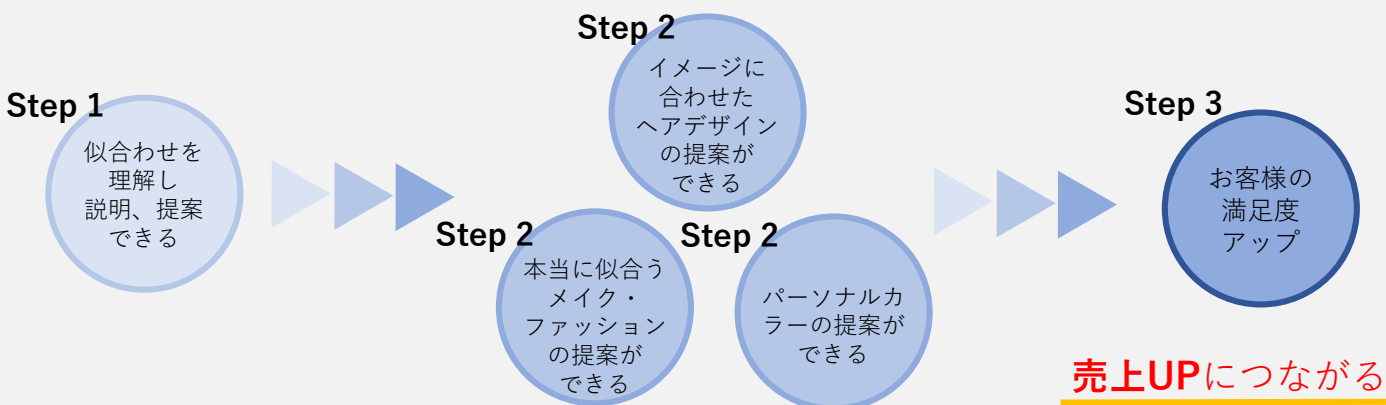 Step 1
似合わせを
理解し
説明、提案
できる
Step 2
イメージに
合わせた
ヘアデザイン
の提案が
できる
Step 2
本当に似合う
メイク・
ファッション
の提案が
できる
Step 2
パーソナルカ
ラーの提案が
できる
Step 3
お客様の
満足度
アップ
売上UPにつながる